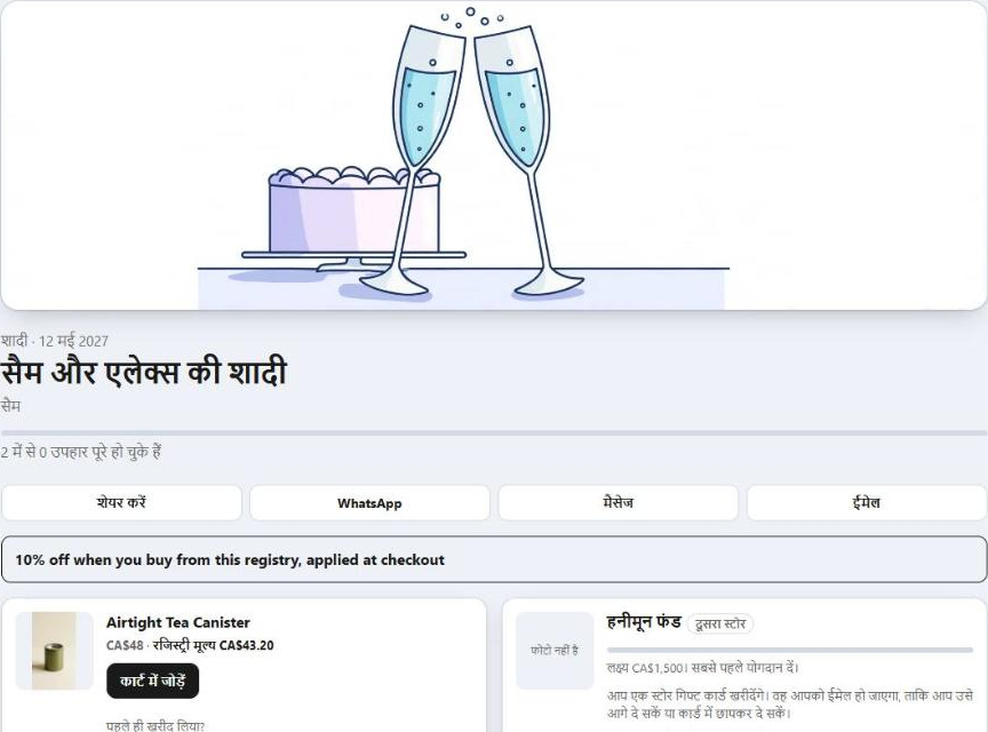 शादी · 12 मई 2027
सैम और एलेक्स की शादी
सैम
2 में से 0 उपहार पूरे हो चुके हैं
शेयर करें
WhatsApp
मैसेज
ईमेल
10% off when you buy from this registry, applied at checkout
Airtight Tea Canister
CA$48 · रजिस्ट्री मूल्य CA$43.20
कार्ट में जोड़ें
पहले ही खरीद लिया?
फोटो नहीं है
हनीमून फंड दूसरा स्टोर
लक्ष्य CA$1,500। सबसे पहले योगदान दें।
आप एक स्टोर गिफ्ट कार्ड खरीदेंगे। वह आपको ईमेल हो जाएगा, ताकि आप उसे
आगे दे सकें या कार्ड में छापकर दे सकें।